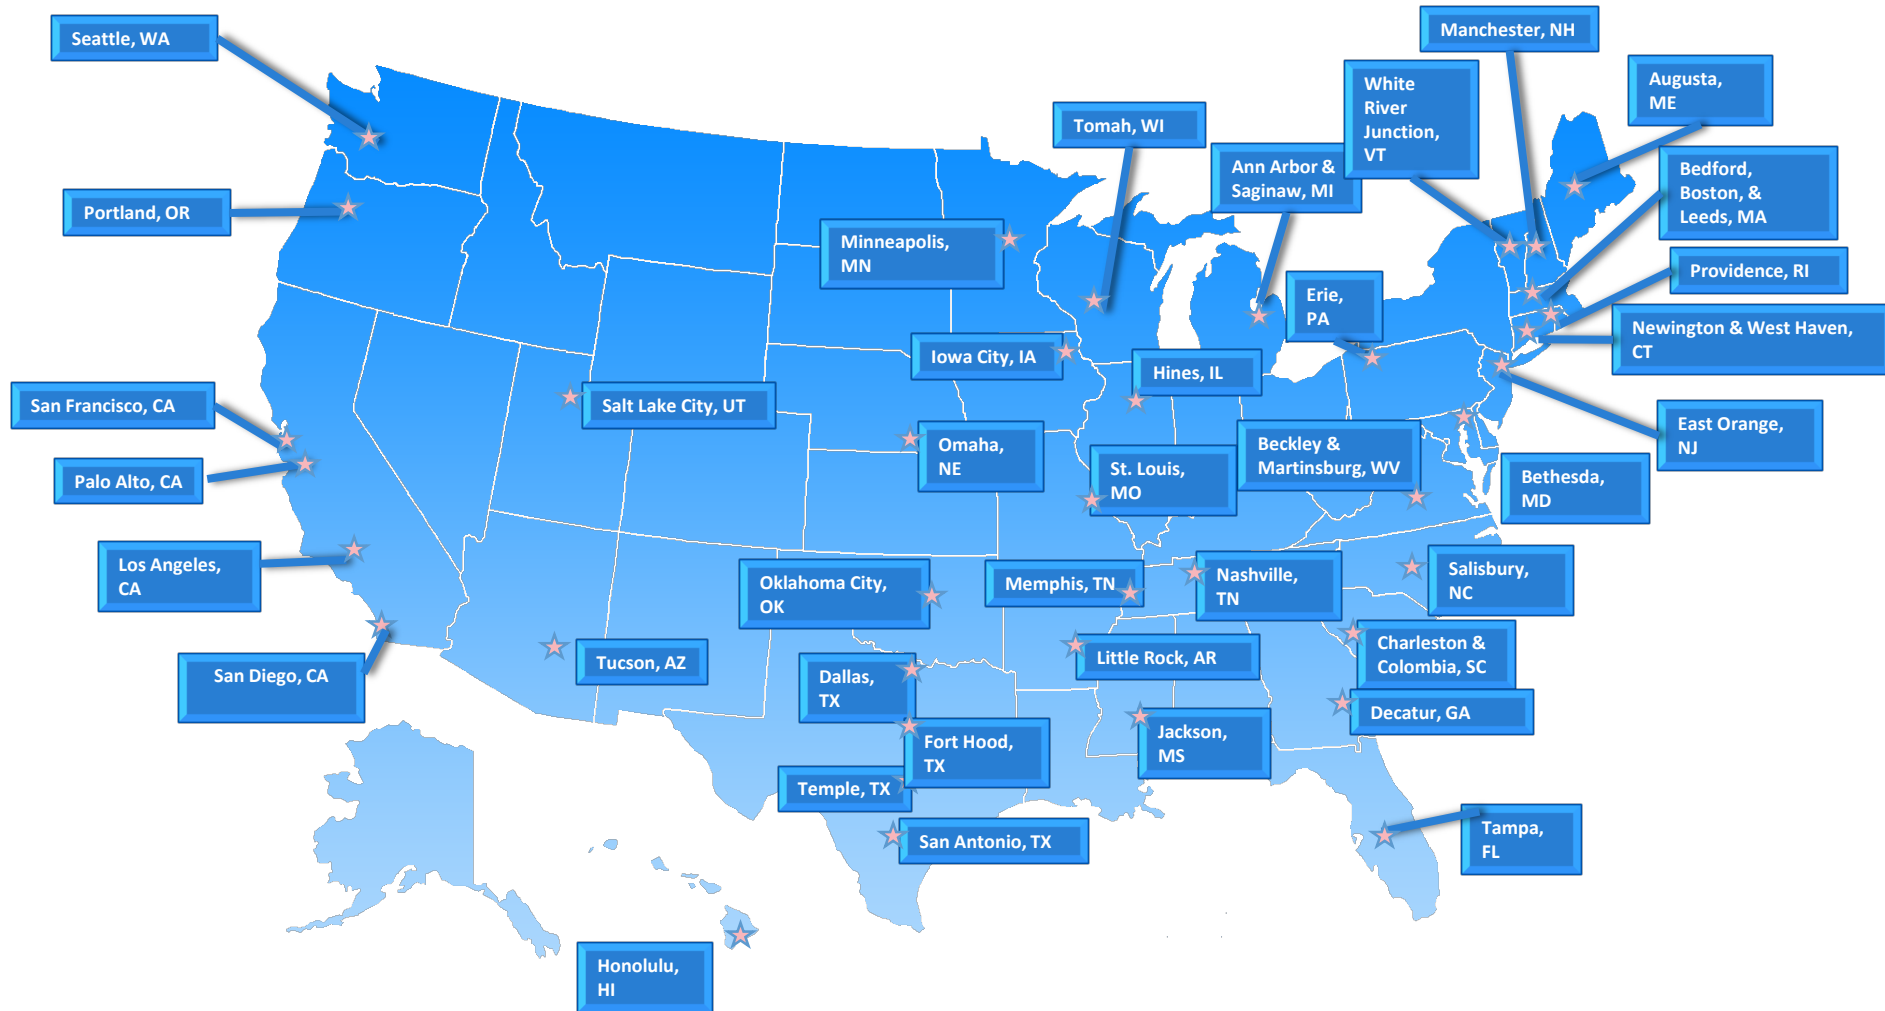 Seattle, WA
Manchester, NH
White
River
Junction,
VT
Augusta,
ME
Tomah, WI
Ann Arbor &
Saginaw, MI
Bedford,
Boston, &
Leeds, MA
Portland, OR
Minneapolis,
MN
Providence, RI
Erie,
PA
Newington & West Haven,
CT
Iowa City, IA
Hines, IL
San Francisco, CA
Salt Lake City, UT
East Orange,
NJ
Omaha,
NE
Beckley &
Martinsburg, WV
St. Louis,
MO
Palo Alto, CA
Bethesda,
MD
Los Angeles,
CA
Oklahoma City,
OK
Memphis, TN
Nashville,
TN
Salisbury,
NC
San Diego, CA
Tucson, AZ
Little Rock, AR
Charleston &
Colombia, SC
Dallas,
TX
Decatur, GA
Fort Hood,
TX
Jackson,
MS
Temple, TX
San Antonio, TX
Tampa,
FL
Honolulu,
HI